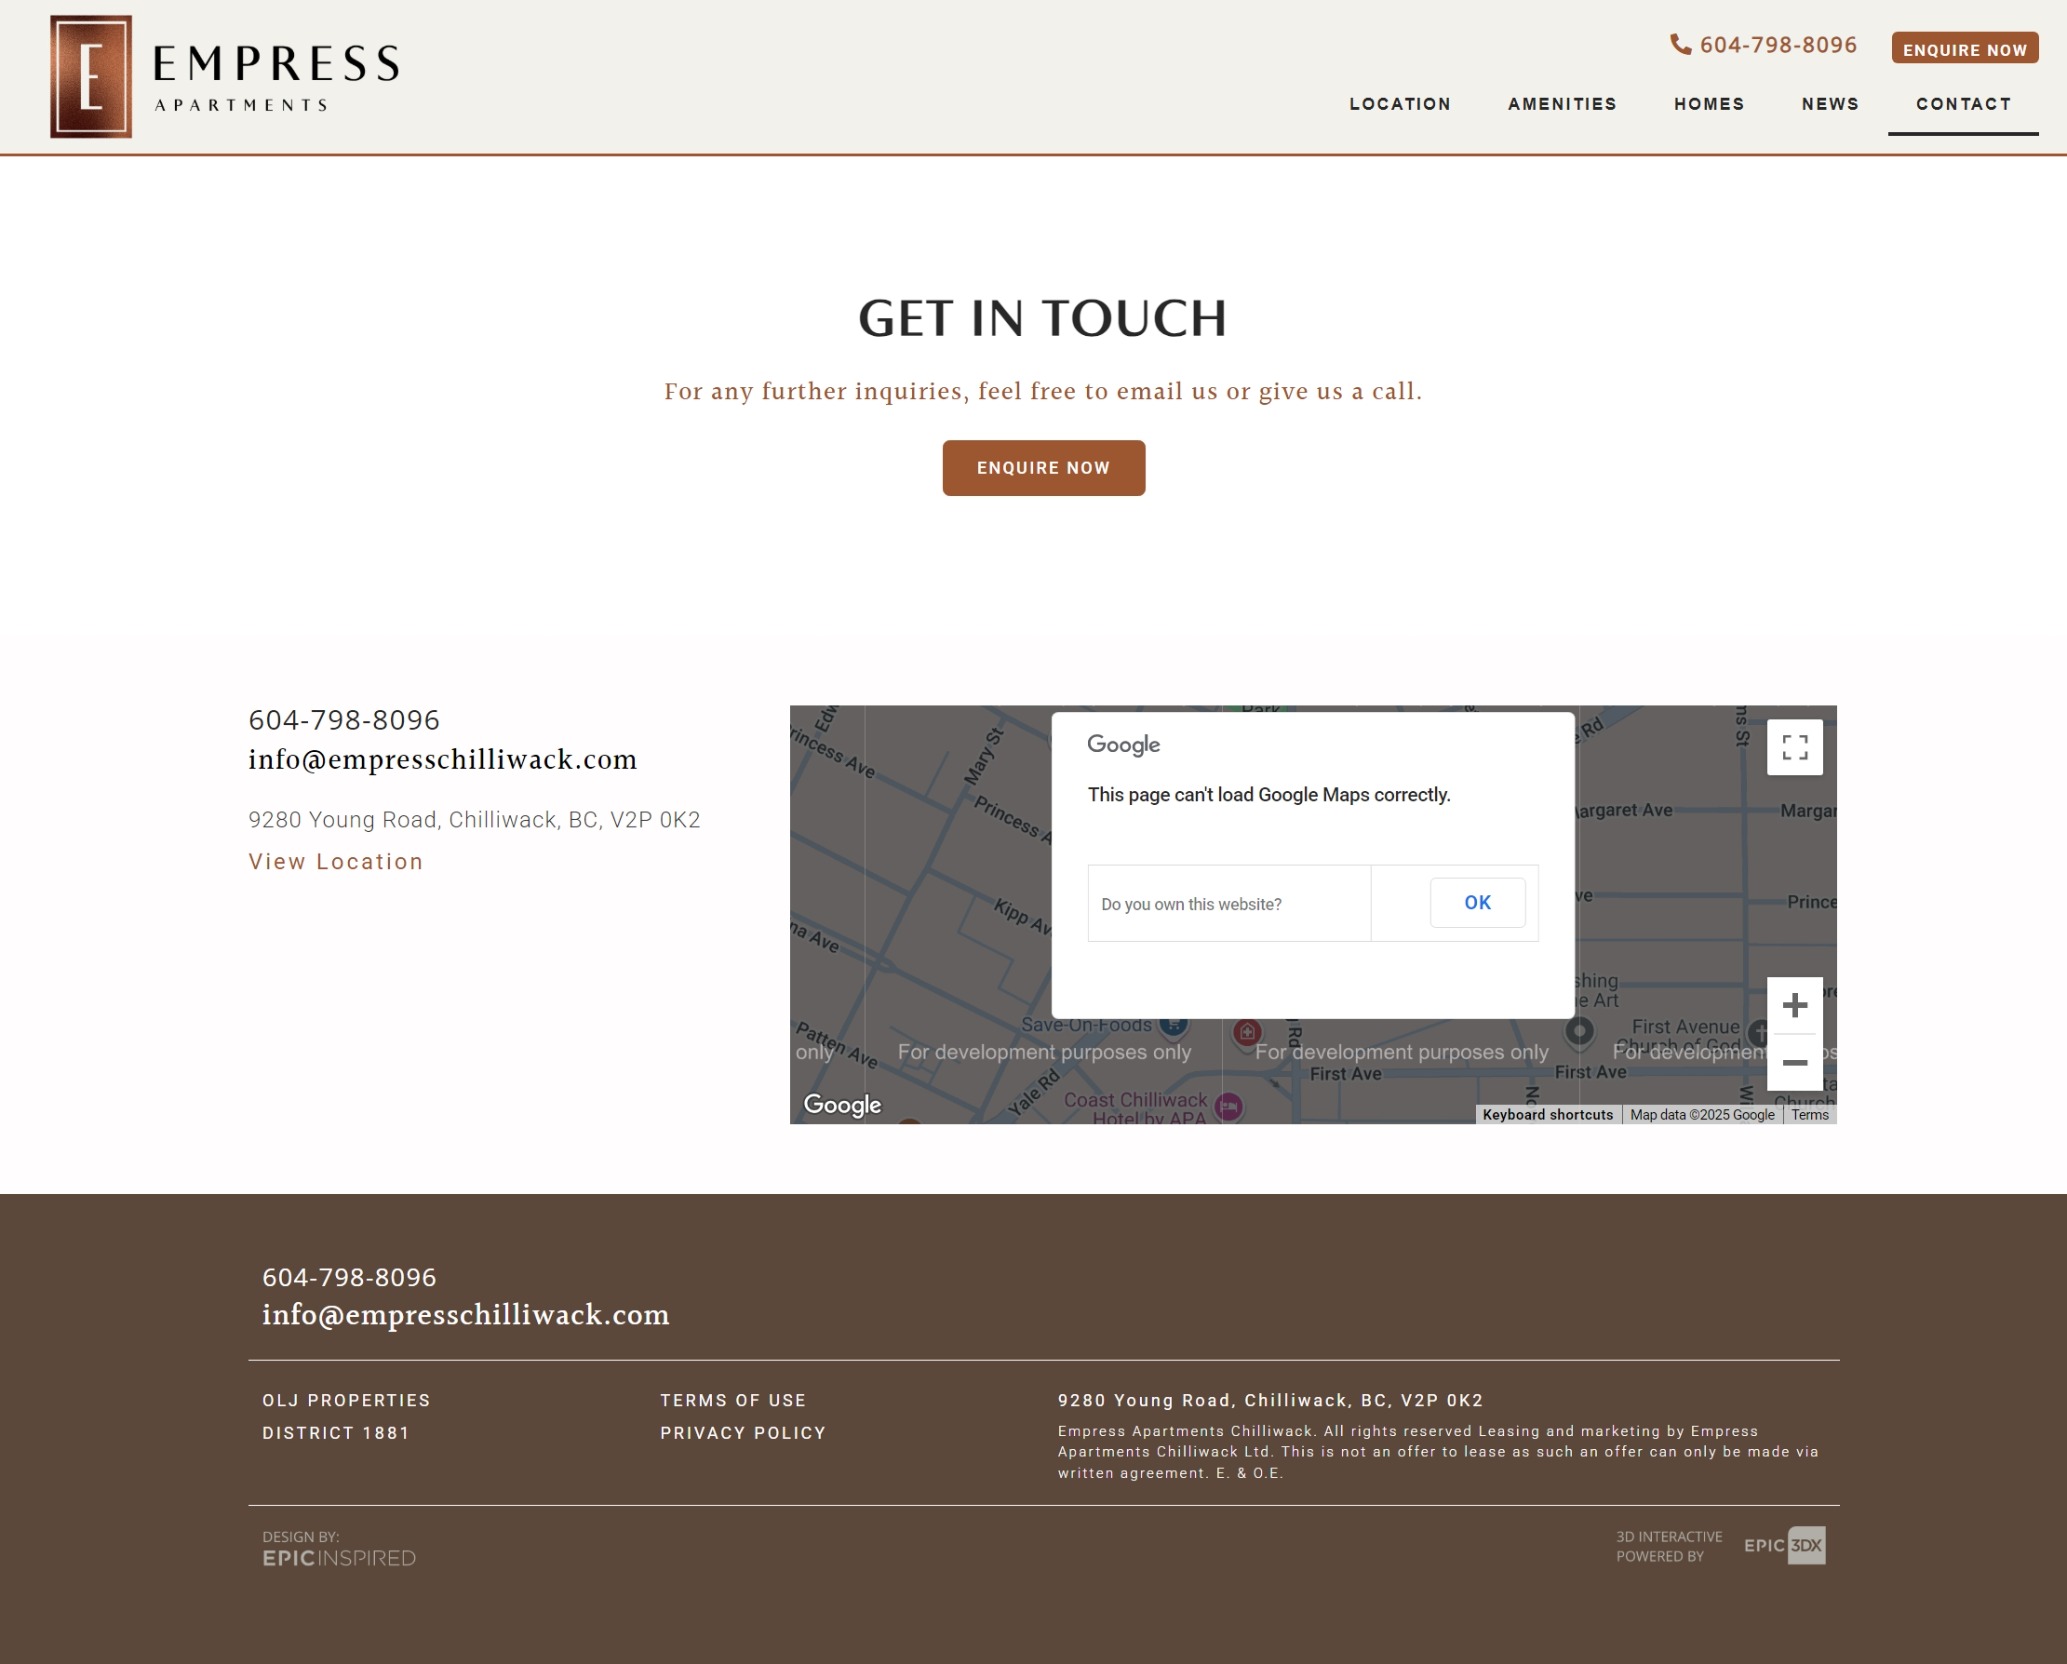 E
EMPRESS
APARTMENTS
604-798-8096
ENQUIRE NOW
LOCATION
AMENITIES
HOMES
NEWS
CONTACT
GET IN TOUCH
For any further inquiries, feel free to email us or give us a call.
ENQUIRE NOW
604-798-8096
info@empresschilliwack.com
9280 Young Road, Chilliwack, BC, V2P 0K2
View Location
Google
This page can't load Google Maps correctly.
Do you own this website?
OK
Mary St
Kipp Av
Patten Ave
Yale Rd
Save-On-Foods
Coast Chilliwack
Hotel by APA
First Ave
First Ave
First Avenue
Church of God
only
For development purposes only
For development purposes only
For development
Google
Keyboard shortcuts
Map data ©2025 Google
Terms
604-798-8096
info@empresschilliwack.com
OLJ PROPERTIES
DISTRICT 1881
TERMS OF USE
PRIVACY POLICY
9280 Young Road, Chilliwack, BC, V2P 0K2
Empress Apartments Chilliwack. All rights reserved Leasing and marketing by Empress
Apartments Chilliwack Ltd. This is not an offer to lease as such an offer can only be made via
written agreement. E. & O.E.
DESIGN BY:
EPICINSPIRED
3D INTERACTIVE
POWERED BY
EPIC 3DX